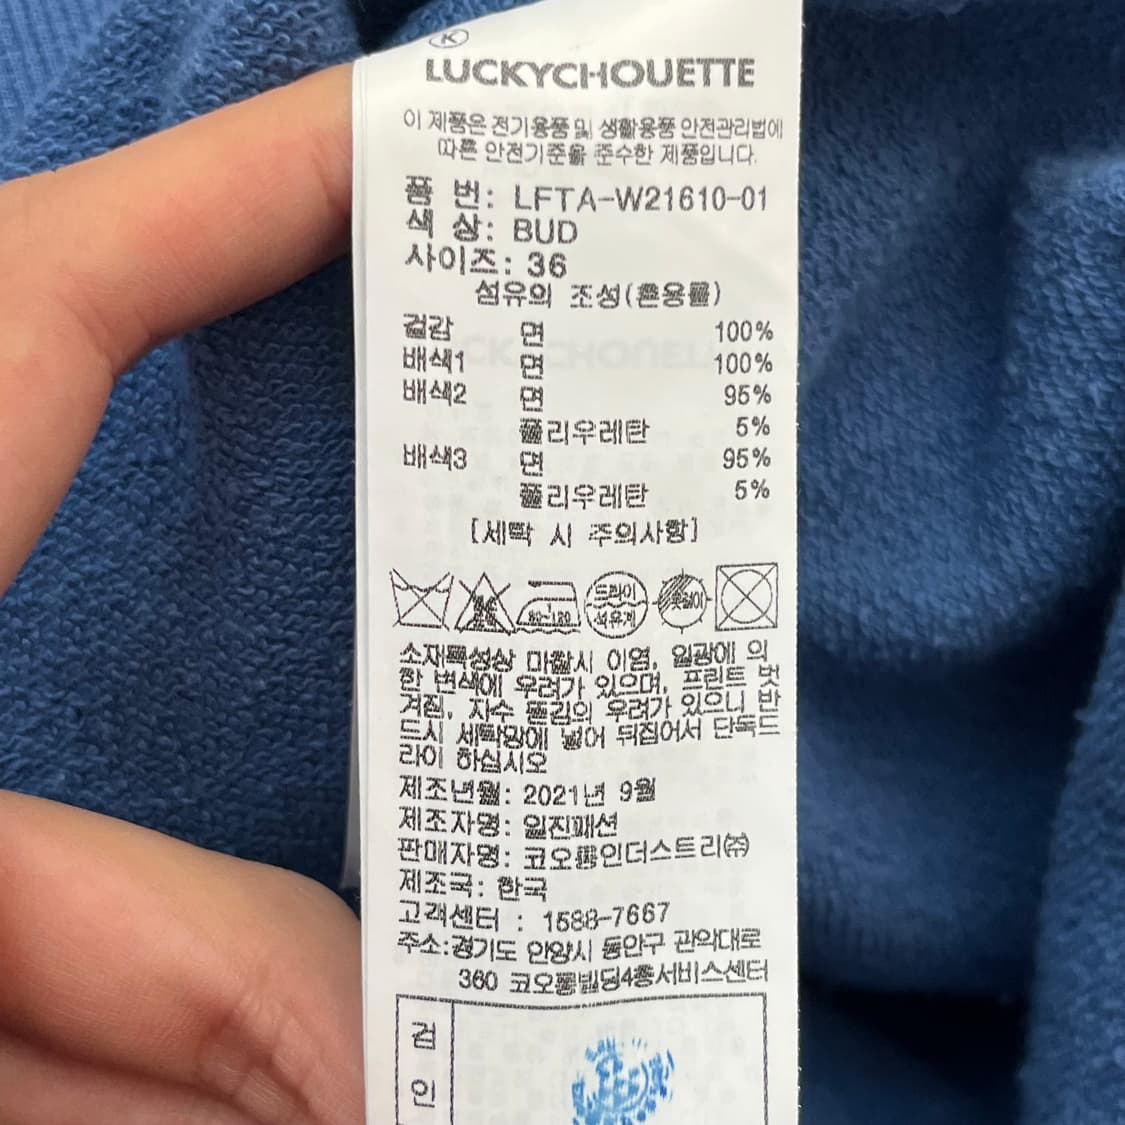 K
LUCKYCHOUETTE
이 제품은 전기용품 및 생활용품 안전관리법에
따른 안전기준을 준수한 제품입니다.
품 번: LFTA-W21610-01
색 상: BUD
사이즈: 36
섬유의 조성(혼용률)
겉감 면 100%
배색1 면 100%
배색2 면 95%
폴리우레탄 5%
배색3 면 95%
폴리우레탄 5%
[세탁 시 주의사항]
80~120 드라이 석유계 옷걸이
소재특성상 마찰시 이염, 일광에 의
한 변색에 우려가 있으며, 프린트 벗
겨짐, 자수 뜯김의 우려가 있으니 반
드시 세탁망에 넣어 뒤집어서 단독드
라이 하십시오
제조년월: 2021년 9월
제조자명: 일진패션
판매자명: 코오롱인더스트리㈜
제조국: 한국
고객센터 : 1588-7667
주소:경기도 안양시 동안구 관악대로
360 코오롱빌딩4층서비스센터
검
인